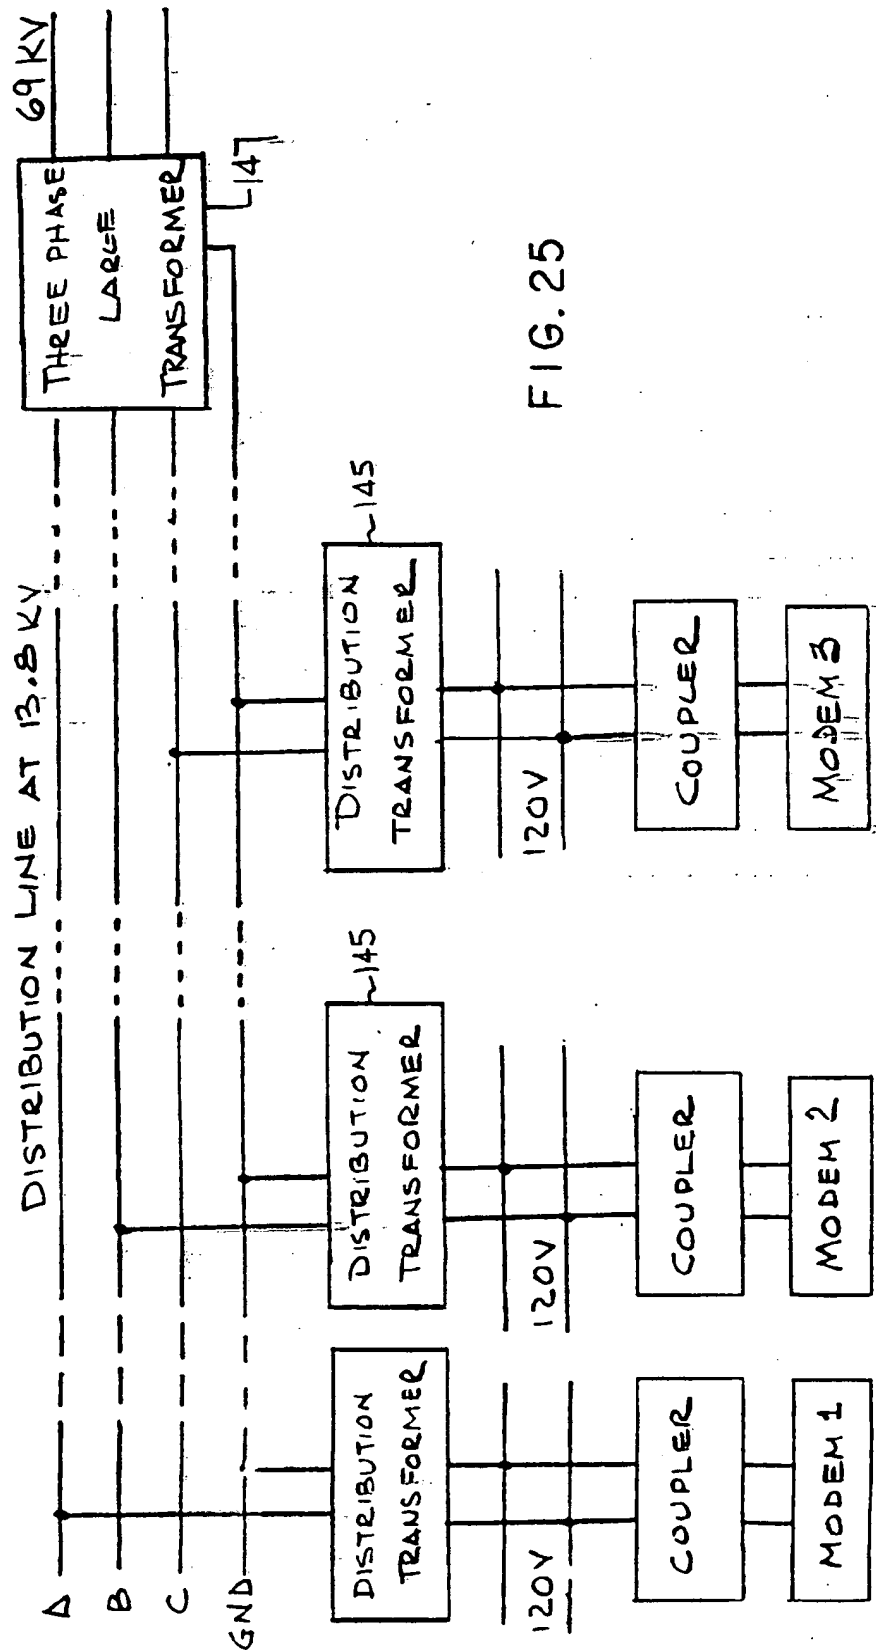 69 KV
THREE PHASE
LARGE
TRANSFORMER
147
DISTRIBUTION LINE AT 13.8 KV
A
B
C
GND
DISTRIBUTION
TRANSFORMER
DISTRIBUTION
TRANSFORMER
145
DISTRIBUTION
TRANSFORMER
145
120V
120V
120V
COUPLER
COUPLER
COUPLER
MODEM 1
MODEM 2
MODEM 3
FIG. 25